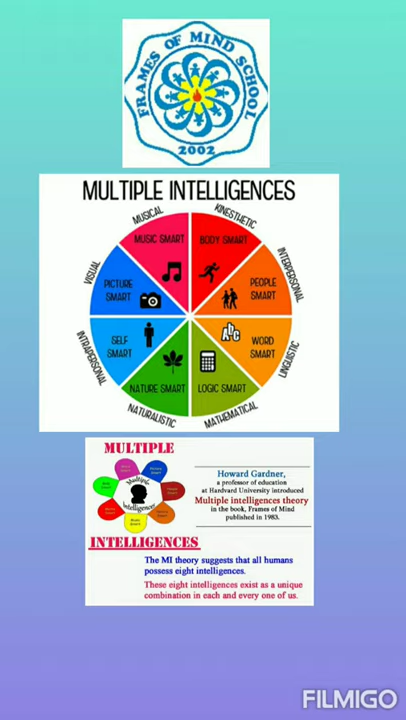 FRAMES OF MIND SCHOOL
2002
MULTIPLE INTELLIGENCES
MUSICAL
KINESTHETIC
MUSIC SMART
BODY SMART
VISUAL
INTERPERSONAL
PICTURE
SMART
PEOPLE
SMART
SELF
SMART
Abc
WORD
SMART
INTRAPERSONAL
LINGUISTIC
NATURE SMART
LOGIC SMART
NATURALISTIC
MATHEMATICAL
MULTIPLE
Multiple
Intelligences
INTELLIGENCES
Howard Gardner,
a professor of education
at Hardvard University introduced
Multiple intelligences theory
in the book, Frames of Mind
published in 1983.
The MI theory suggests that all humans
possess eight intelligences.
These eight intelligences exist as a unique
combination in each and every one of us.
FILMIGO